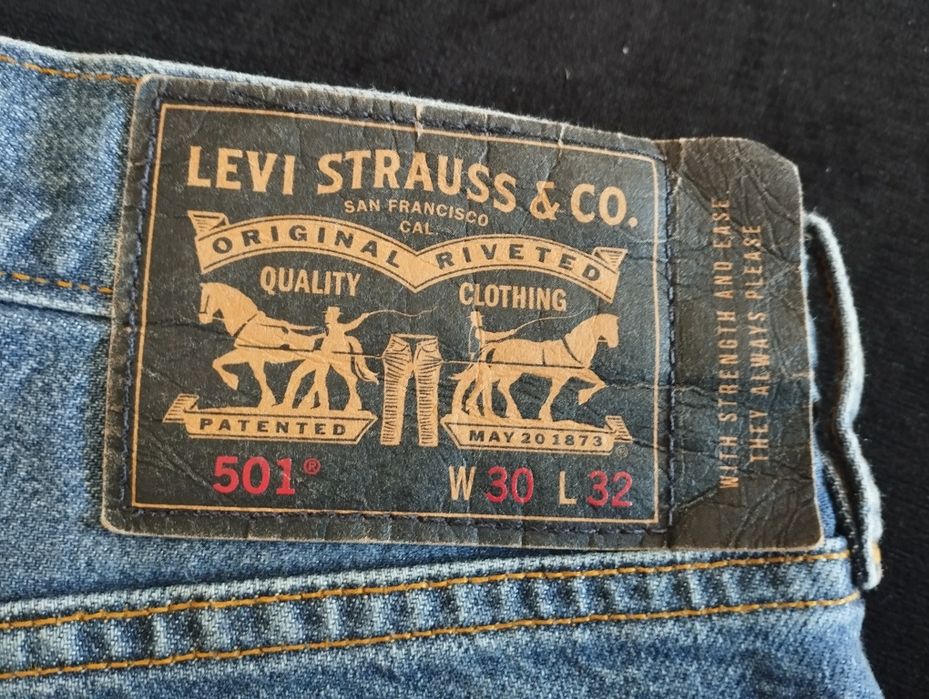 LEVI STRAUSS & CO.
SAN FRANCISCO
CAL.
ORIGINAL RIVETED
QUALITY CLOTHING
PATENTED MAY 20 1873
501® W 30 L 32
WITH STRENGTH AND EASE
THEY ALWAYS PLEASE